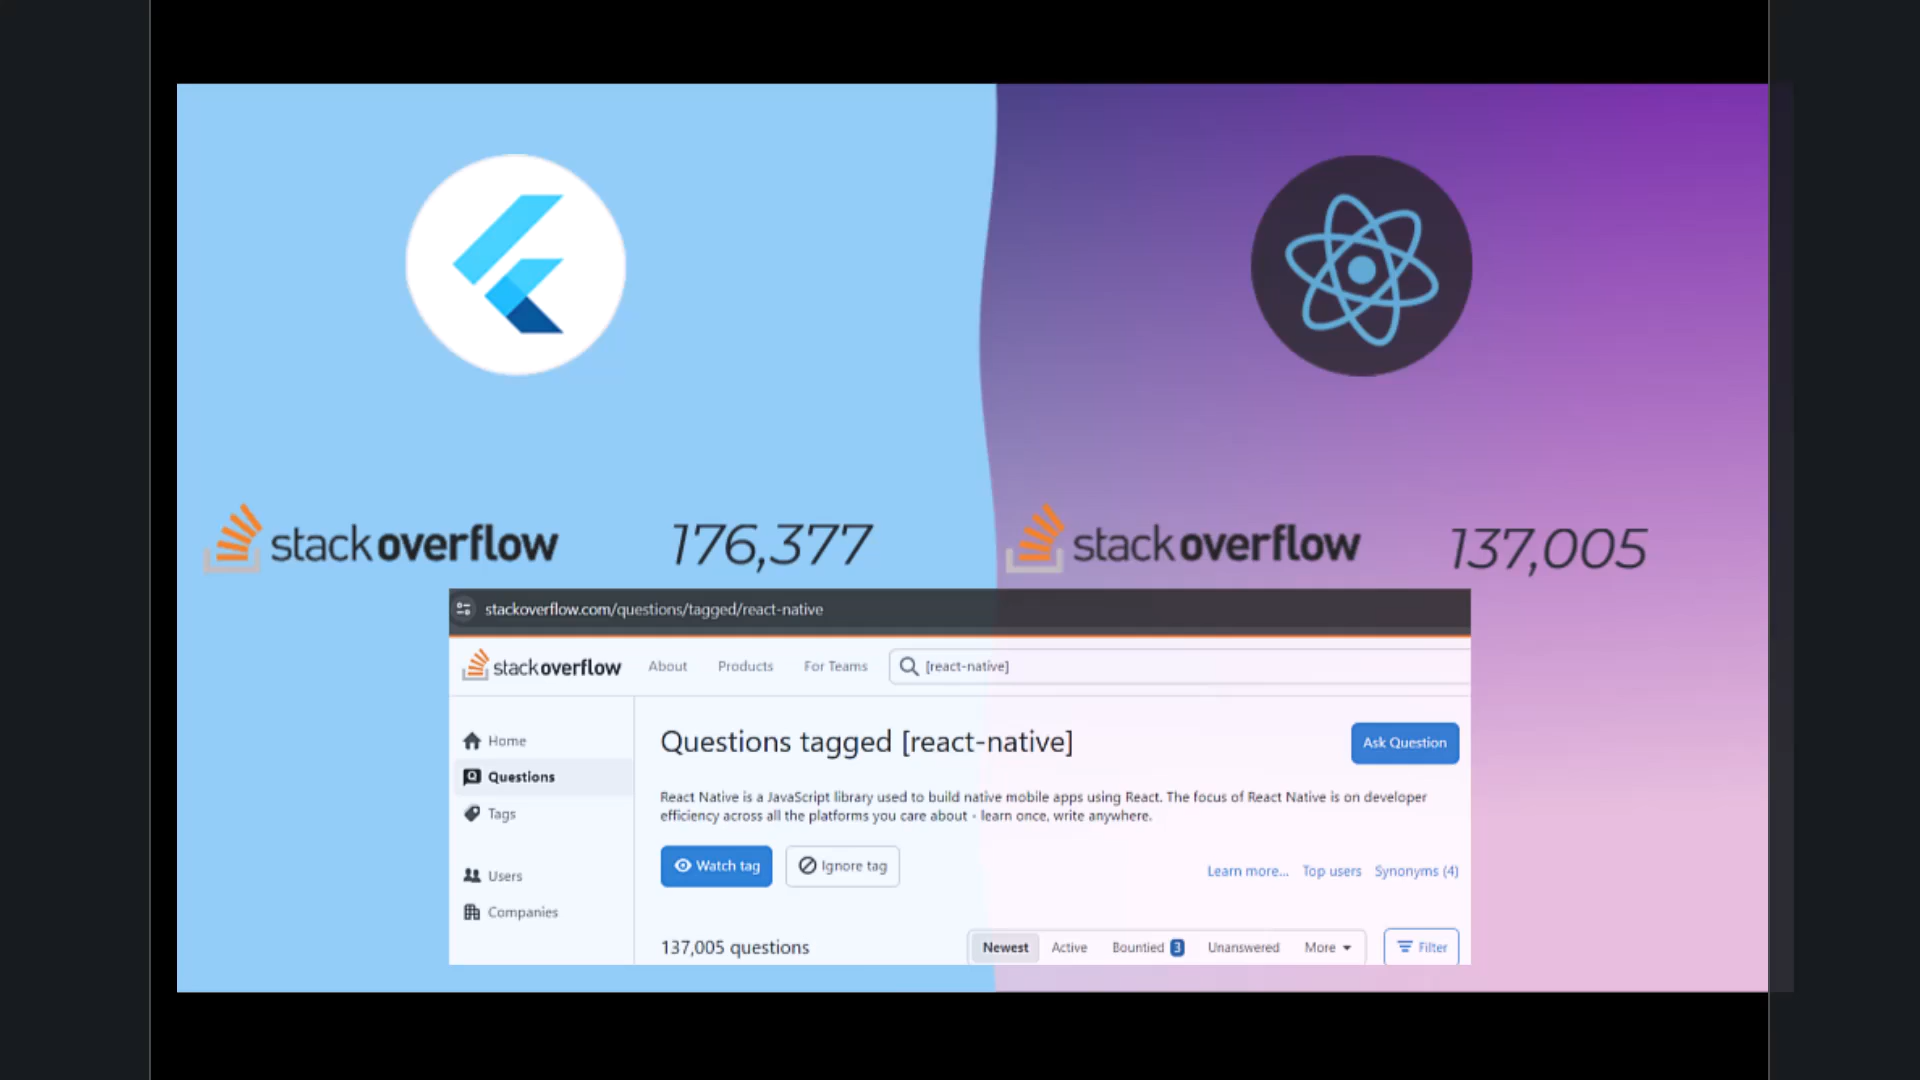 stackoverflow 176,377
stackoverflow 137,005
stackoverflow.com/questions/tagged/react-native
stackoverflow About Products For Teams [react-native]
Home
Questions
Tags
Users
Companies
Questions tagged [react-native]
Ask Question
React Native is a JavaScript library used to build native mobile apps using React. The focus of React Native is on developer
efficiency across all the platforms you care about - learn once, write anywhere.
Watch tag Ignore tag
Learn more... Top users Synonyms (4)
137,005 questions
Newest Active Bountied 3 Unanswered More Filter